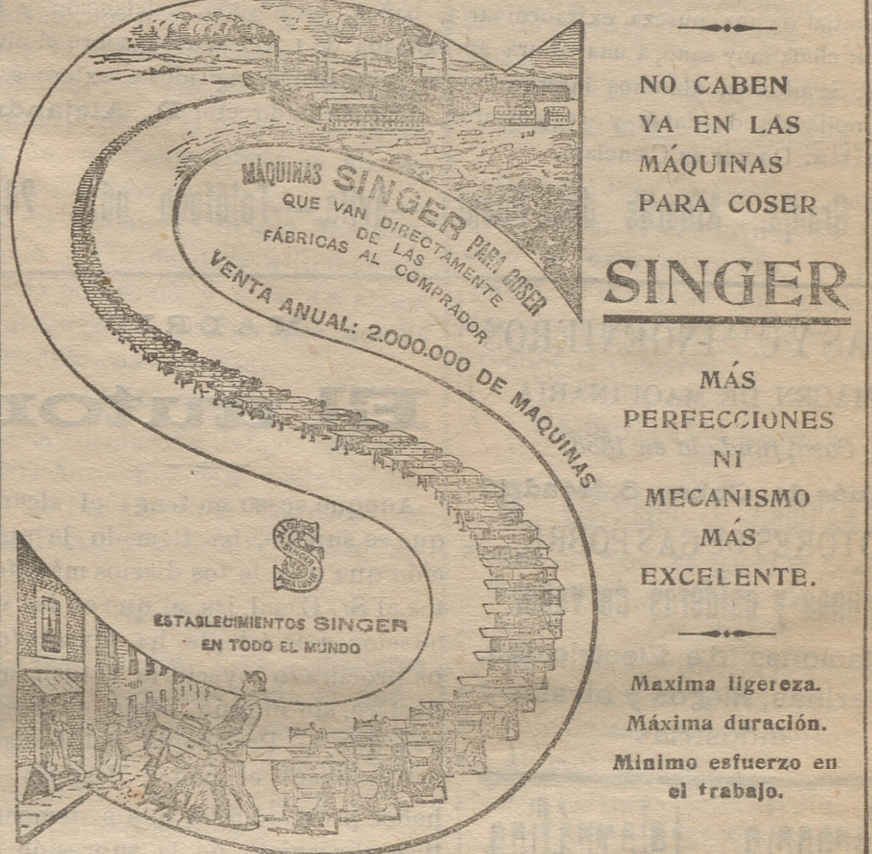 MÁQUINAS SINGER PARA COSER
QUE VAN DIRECTAMENTE
DE LAS
FÁBRICAS AL COMPRADOR
VENTA ANUAL: 2.000.000 DE MAQUINAS
ESTABLECIMIENTOS SINGER
EN TODO EL MUNDO
NO CABEN
YA EN LAS
MÁQUINAS
PARA COSER
SINGER
MÁS
PERFECCIONES
NI
MECANISMO
MÁS
EXCELENTE.
Maxima ligereza.
Máxima duración.
Minimo esfuerzo en
el trabajo.